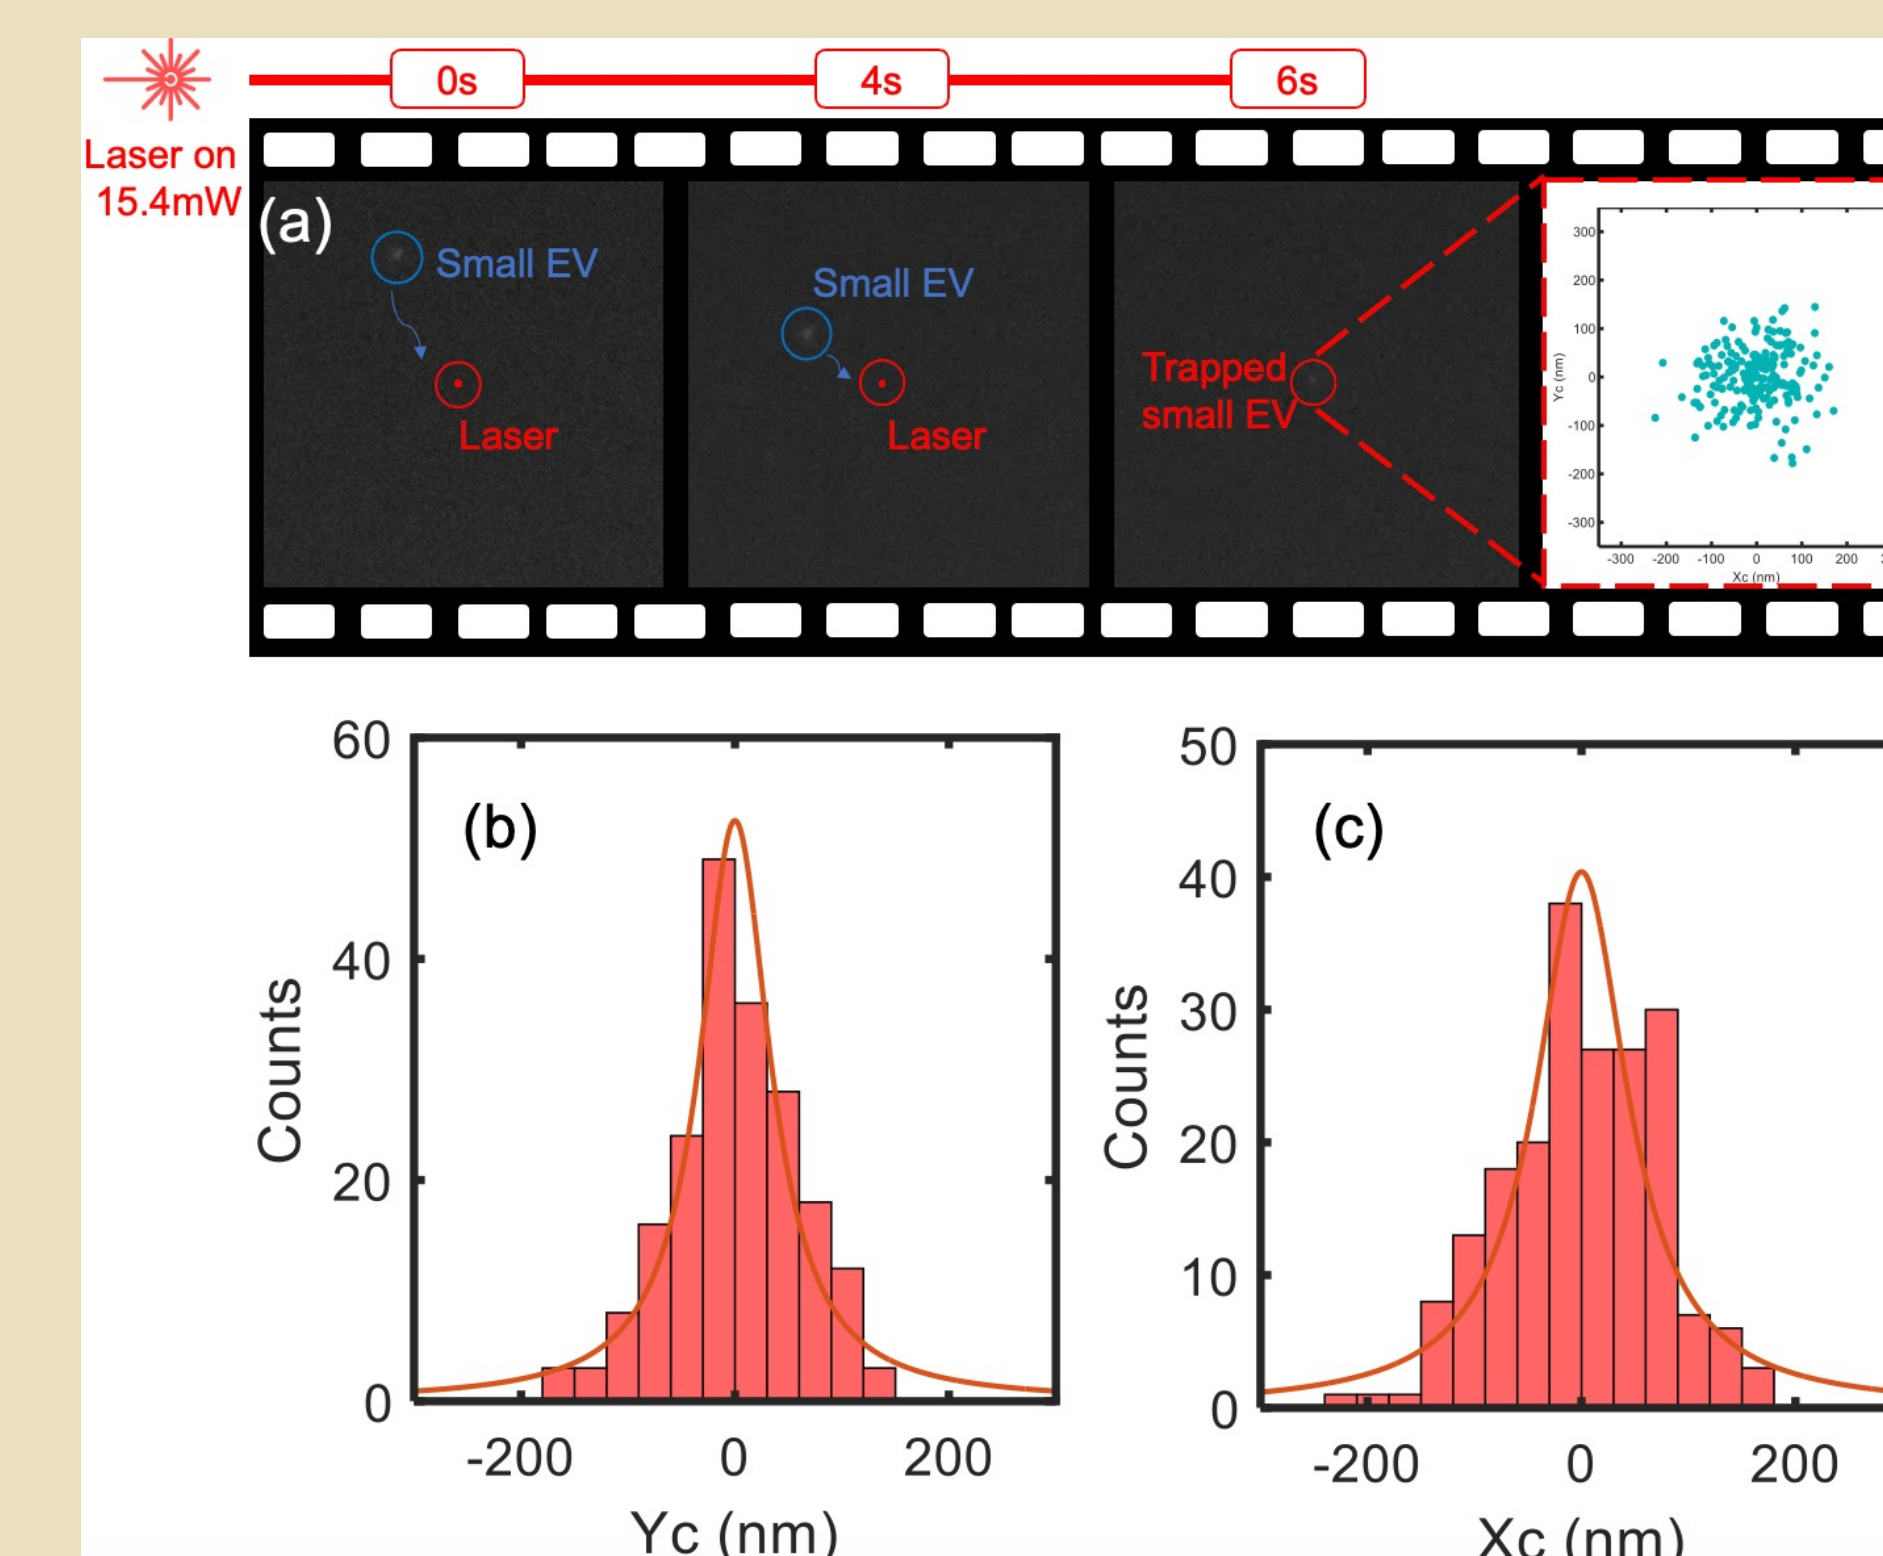 0s
4s
6s
Laser on
15.4mW
(a)
Small EV
Laser
Small EV
Laser
Trapped
small EV
300
200
100
0
-100
-200
-300
Yc (nm)
-300 -200 -100 0 100 200
Xc (nm)
60
40
20
0
Counts
(b)
-200 0 200
Yc (nm)
50
40
30
20
10
0
Counts
(c)
-200 0 200
Xc (nm)